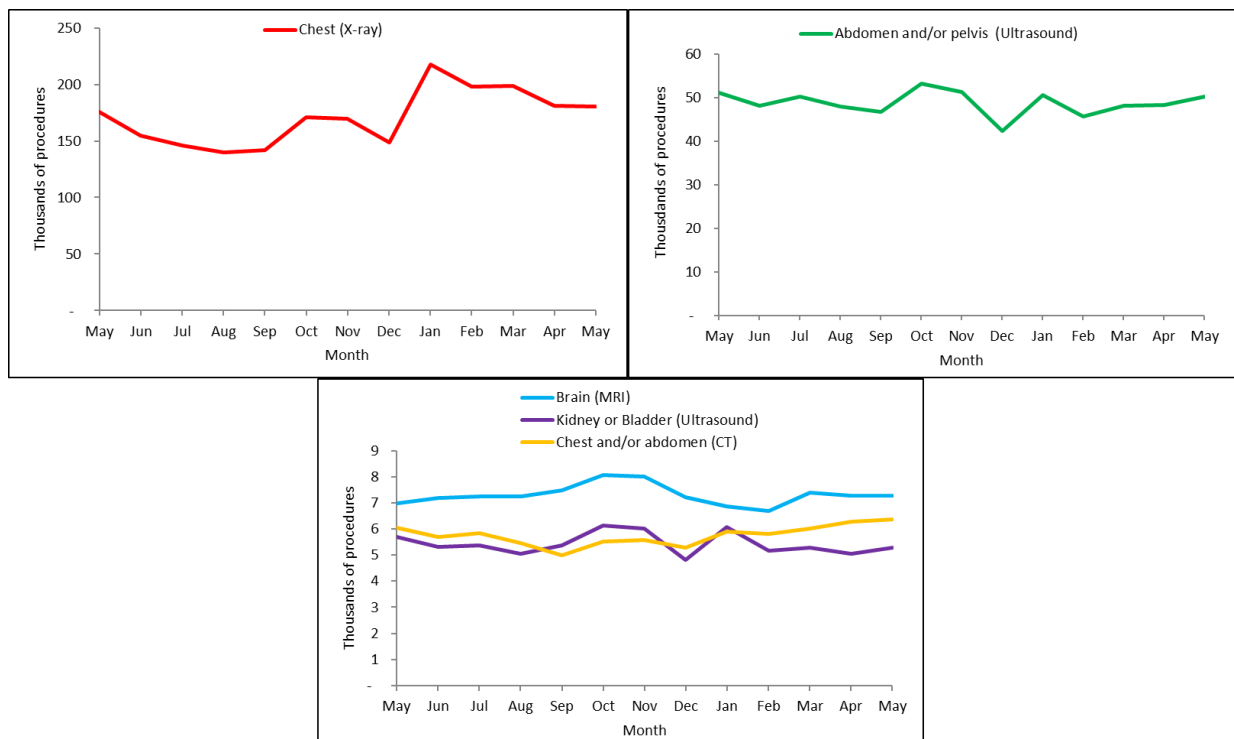 Chest (X-ray)
Thousands of procedures
250
200
150
100
50
-
May Jun Jul Aug Sep Oct Nov Dec Jan Feb Mar Apr May
Month
Abdomen and/or pelvis (Ultrasound)
Thousdands of procedures
60
50
40
30
20
10
-
May Jun Jul Aug Sep Oct Nov Dec Jan Feb Mar Apr May
Month
Brain (MRI)
Kidney or Bladder (Ultrasound)
Chest and/or abdomen (CT)
Thousands of procedures
9
8
7
6
5
4
3
2
1
-
May Jun Jul Aug Sep Oct Nov Dec Jan Feb Mar Apr May
Month